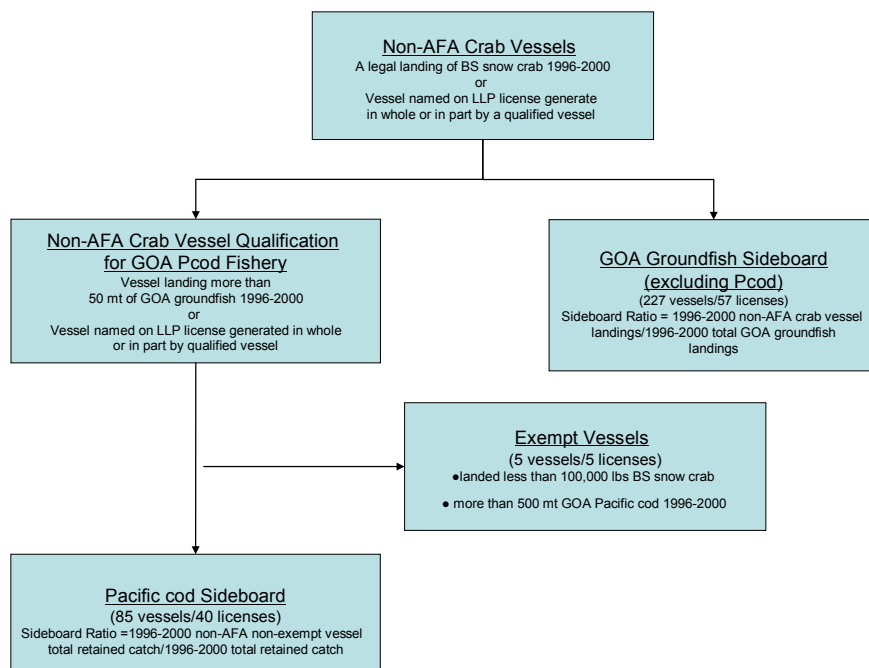 Non-AFA Crab Vessels
A legal landing of BS snow crab 1996-2000
or
Vessel named on LLP license generate
in whole or in part by a qualified vessel
Non-AFA Crab Vessel Qualification
for GOA Pcod Fishery
Vessel landing more than
50 mt of GOA groundfish 1996-2000
or
Vessel named on LLP license generated in whole
or in part by qualified vessel
GOA Groundfish Sideboard
(excluding Pcod)
(227 vessels/57 licenses)
Sideboard Ratio = 1996-2000 non-AFA crab vessel
landings/1996-2000 total GOA groundfish
landings
Exempt Vessels
(5 vessels/5 licenses)
●landed less than 100,000 lbs BS snow crab
● more than 500 mt GOA Pacific cod 1996-2000
Pacific cod Sideboard
(85 vessels/40 licenses)
Sideboard Ratio =1996-2000 non-AFA non-exempt vessel
total retained catch/1996-2000 total retained catch